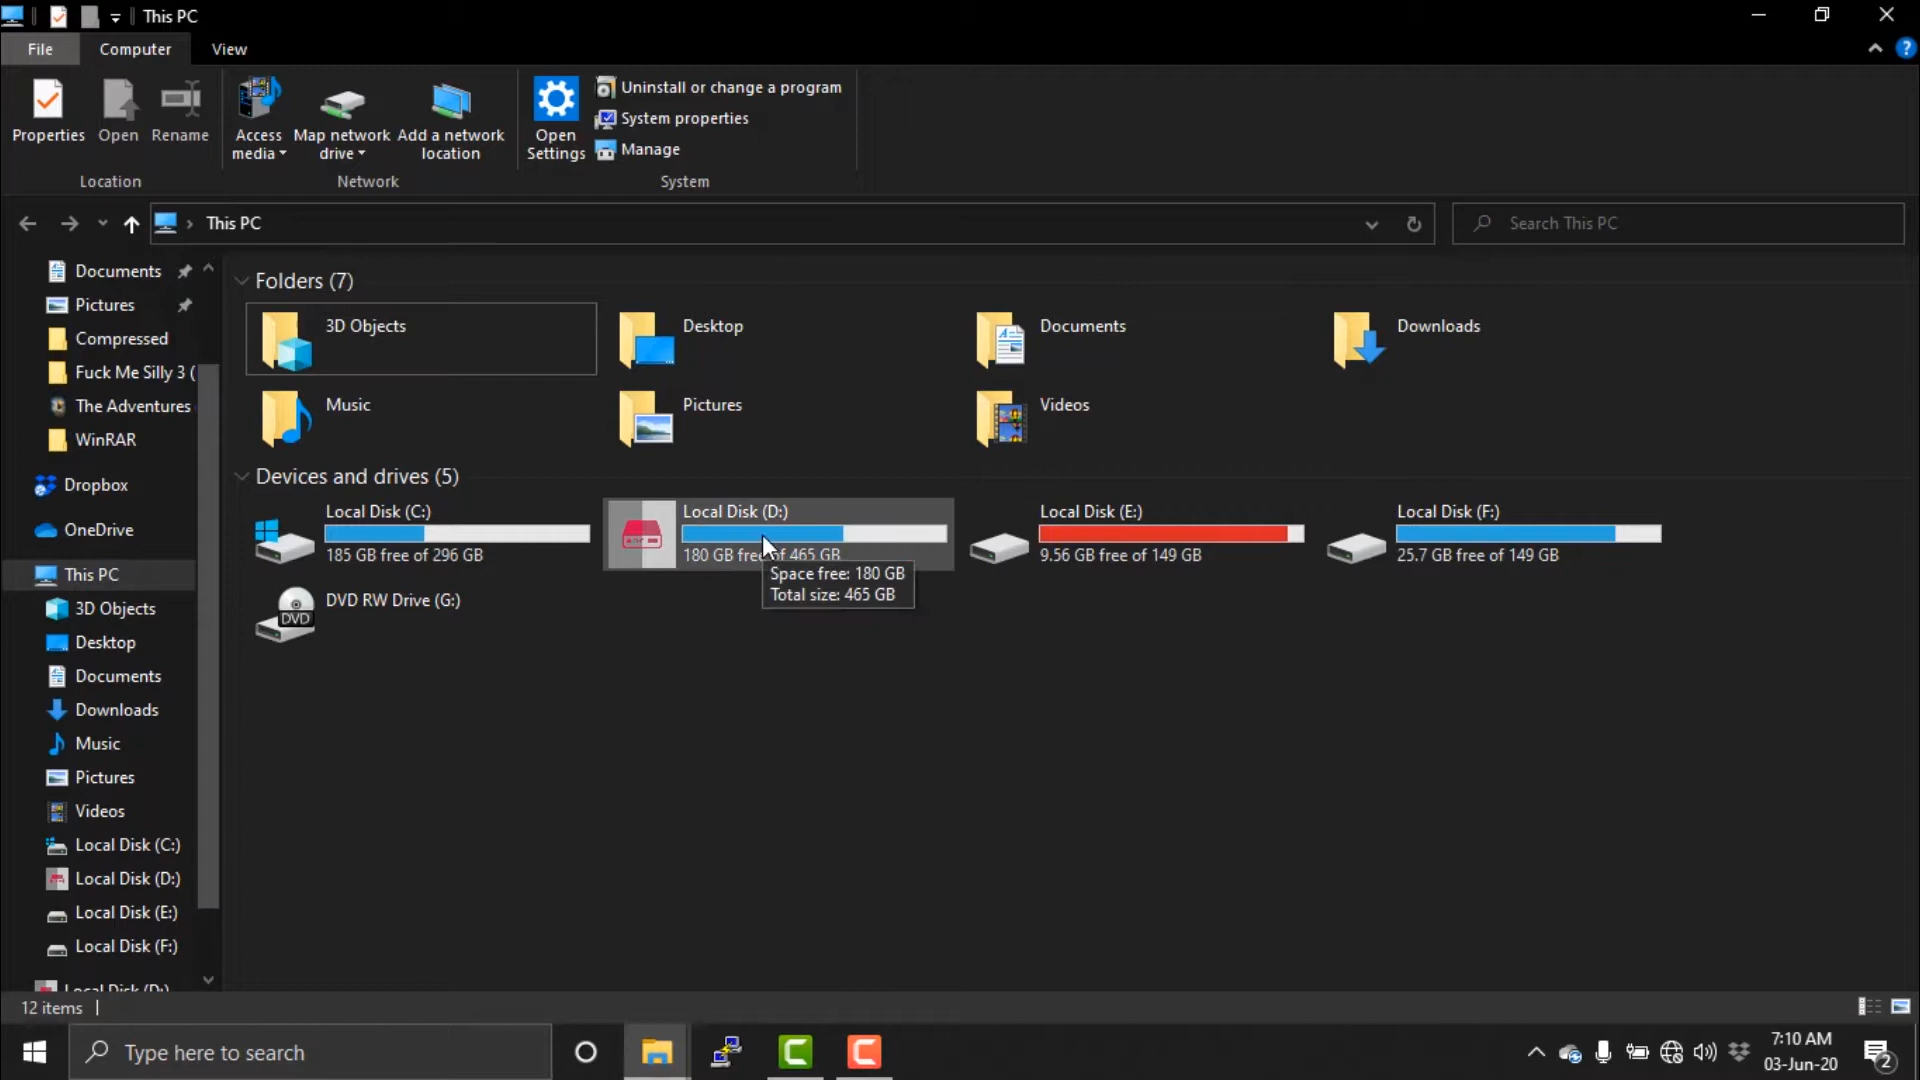 This PC
File Computer View
Properties Open Rename Access media Map network drive Add a network location Open Settings
Uninstall or change a program
System properties
Manage
Location Network System
This PC
Search This PC
Documents
Pictures
Compressed
Fuck Me Silly 3 (
The Adventures
WinRAR
Dropbox
OneDrive
This PC
3D Objects
Desktop
Documents
Downloads
Music
Pictures
Videos
Local Disk (C:)
Local Disk (D:)
Local Disk (E:)
Local Disk (F:)
Local Disk (D:)
Folders (7)
3D Objects
Desktop
Documents
Downloads
Music
Pictures
Videos
Devices and drives (5)
Local Disk (C:)
185 GB free of 296 GB
Local Disk (D:)
180 GB free of 465 GB
Space free: 180 GB
Total size: 465 GB
Local Disk (E:)
9.56 GB free of 149 GB
Local Disk (F:)
25.7 GB free of 149 GB
DVD RW Drive (G:)
DVD
12 items
Type here to search
7:10 AM
03-Jun-20
2